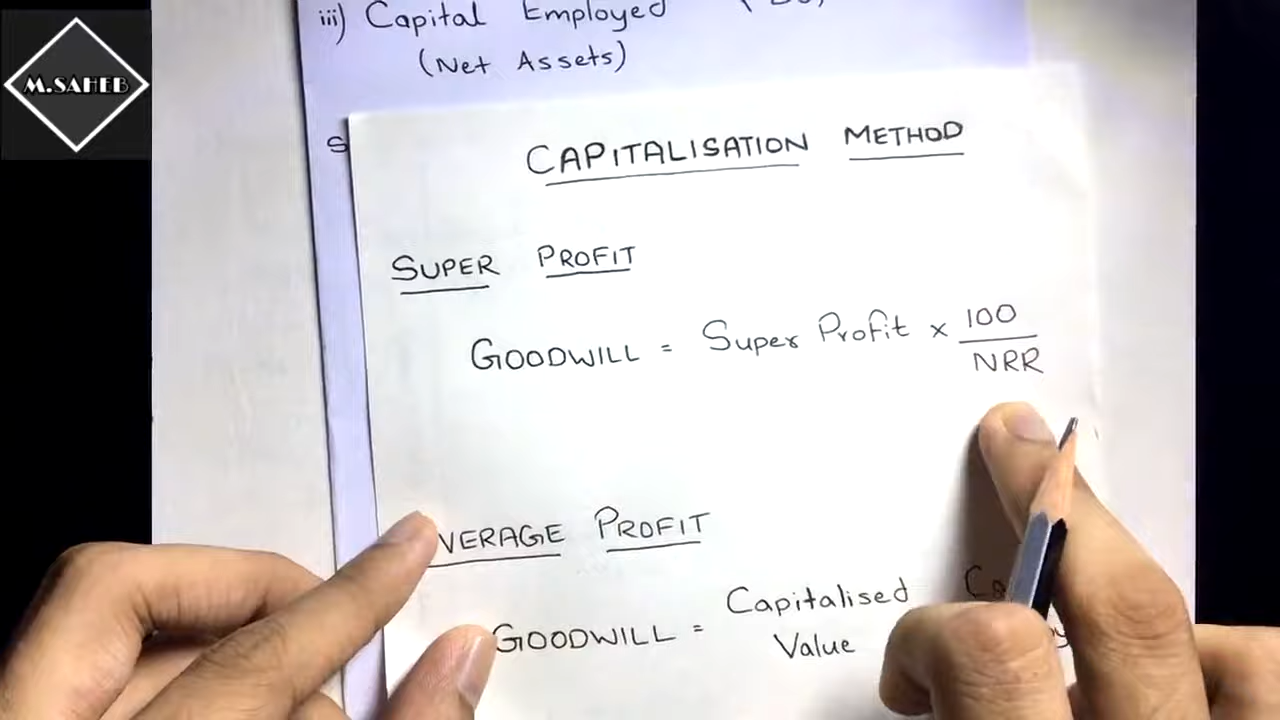 M.SAHEB
iii) Capital Employed
(Net Assets)
S
CAPITALISATION METHOD
SUPER PROFIT
GOODWILL = Super Profit × 100
NRR
VERAGE PROFIT
GOODWILL = Capitalised
Value